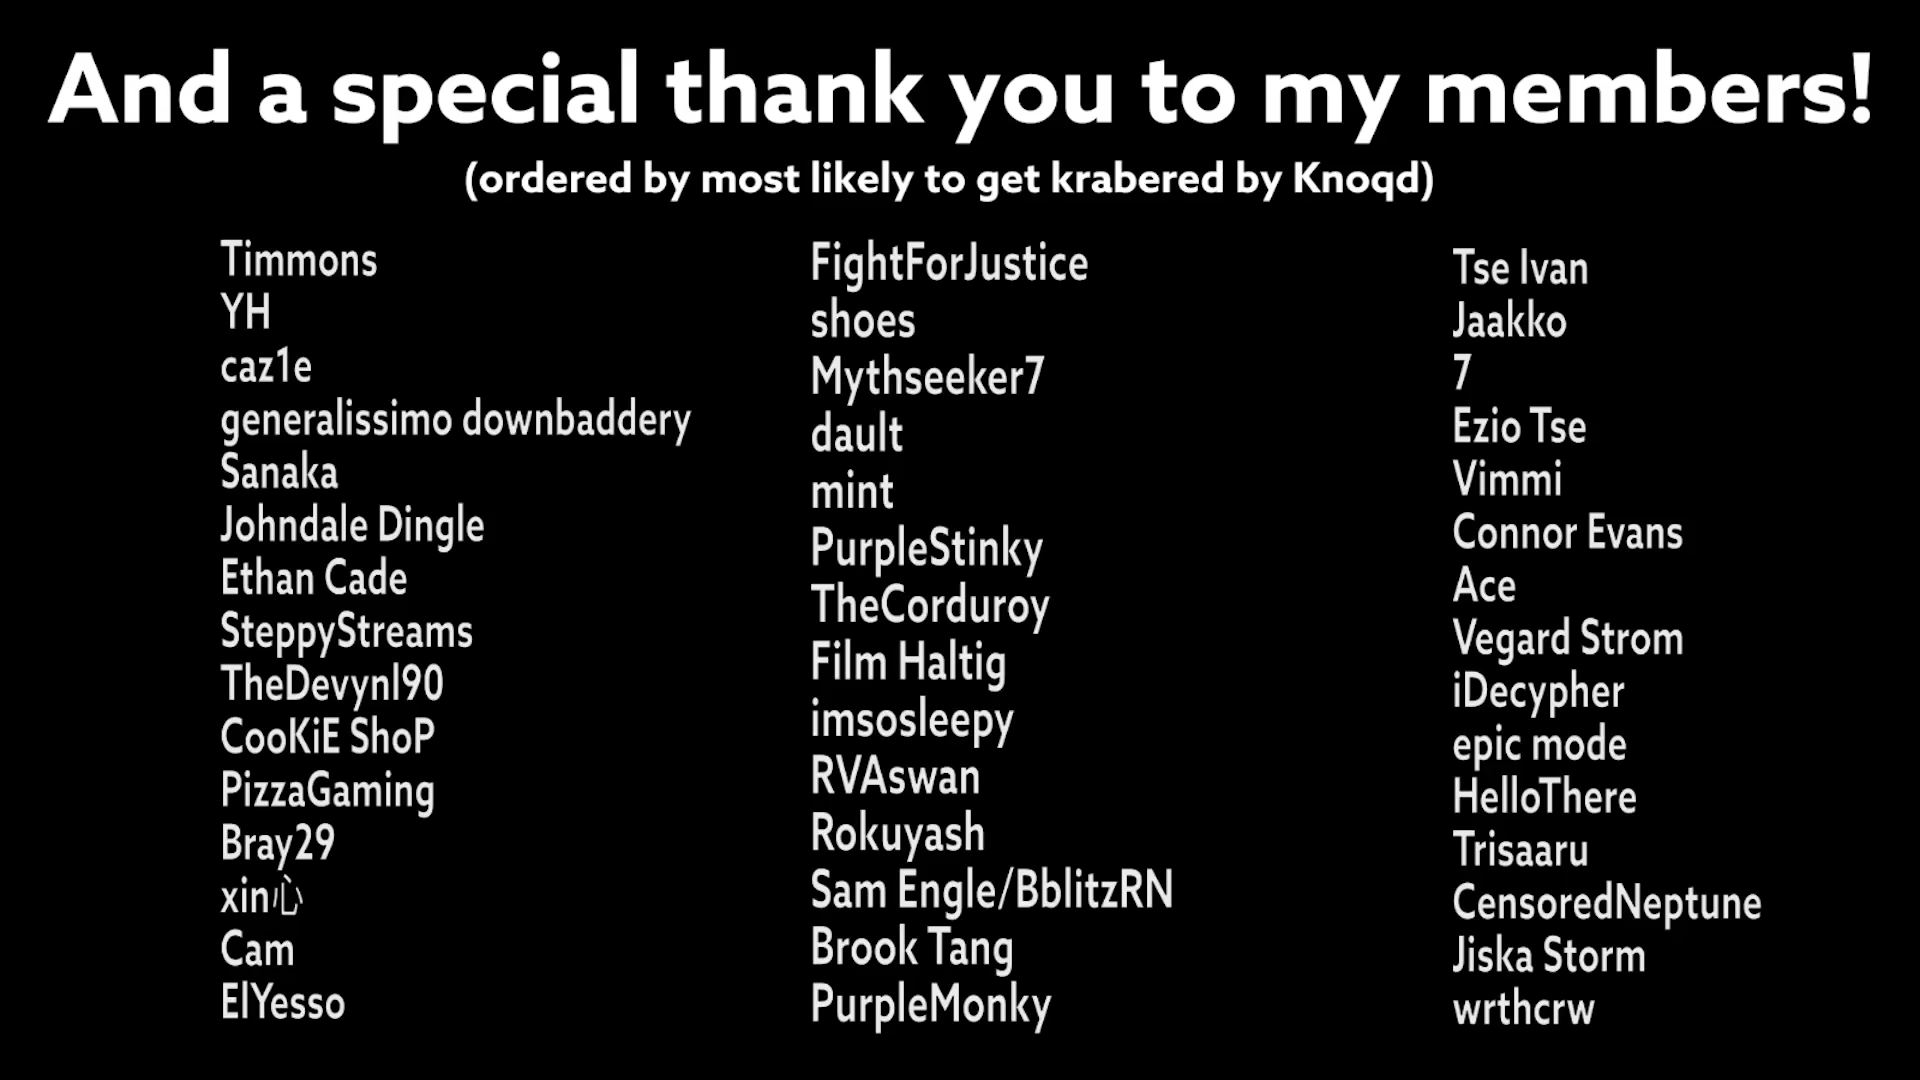 And a special thank you to my members!
(ordered by most likely to get krabered by Knoqd)
Timmons
YH
caz1e
generalissimo downbaddery
Sanaka
Johndale Dingle
Ethan Cade
SteppyStreams
TheDevynl90
CooKiE ShoP
PizzaGaming
Bray29
xin心
Cam
ElYesso
FightForJustice
shoes
Mythseeker7
dault
mint
PurpleStinky
TheCorduroy
Film Haltig
imsosleepy
RVAswan
Rokuyash
Sam Engle/BblitzRN
Brook Tang
PurpleMonky
Tse Ivan
Jaakko
7
Ezio Tse
Vimmi
Connor Evans
Ace
Vegard Strom
iDecypher
epic mode
HelloThere
Trisaaru
CensoredNeptune
Jiska Storm
wrthcrw